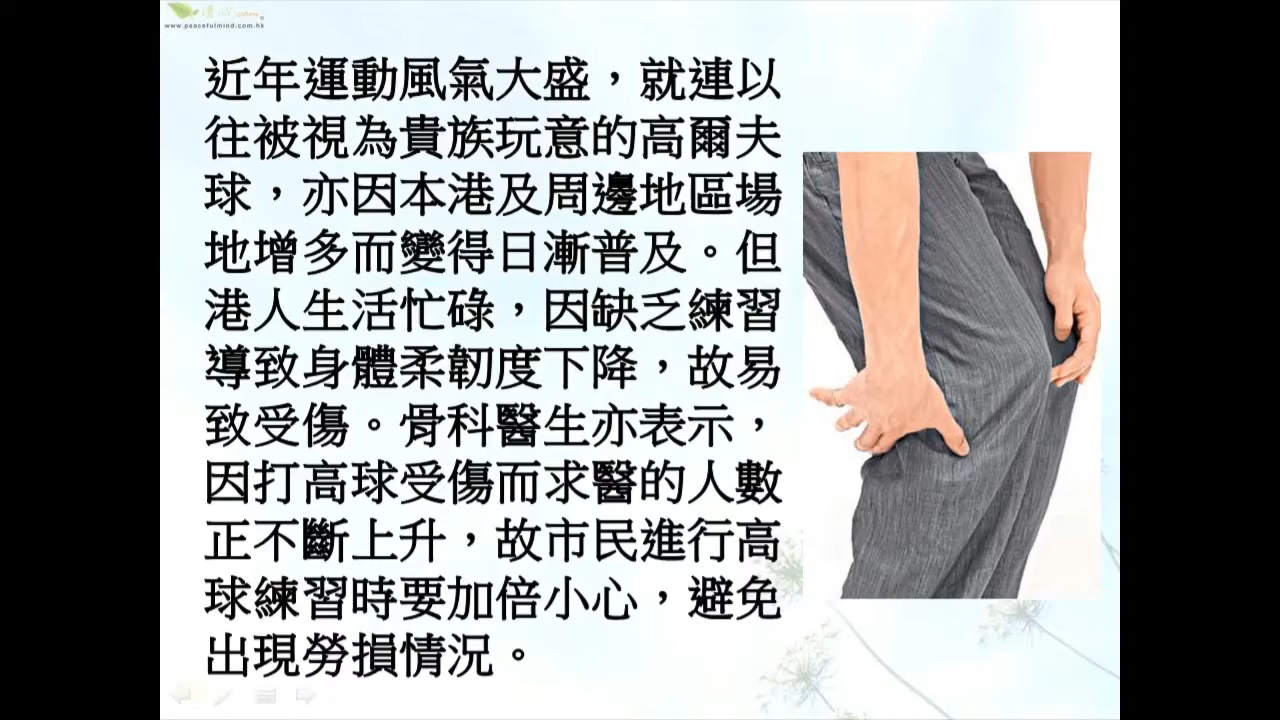 www.peacefulmind.com.hk
近年運動風氣大盛，就連以
往被視為貴族玩意的高爾夫
球，亦因本港及周邊地區場
地增多而變得日漸普及。但
港人生活忙碌，因缺乏練習
導致身體柔韌度下降，故易
致受傷。骨科醫生亦表示，
因打高球受傷而求醫的人數
正不斷上升，故市民進行高
球練習時要加倍小心，避免
出現勞損情況。